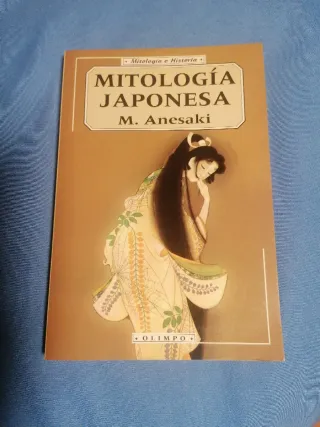 • Mitología e Historia •
MITOLOGÍA
JAPONESA
M. Anesaki
• OLIMPO •